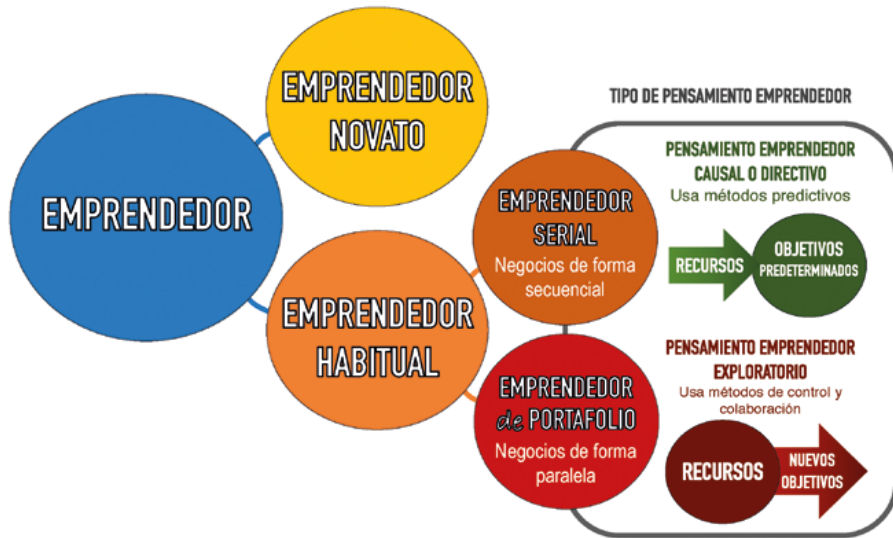 EMPRENDEDOR
EMPRENDEDOR
NOVATO
EMPRENDEDOR
HABITUAL
EMPRENDEDOR
SERIAL
Negocios de forma
secuencial
EMPRENDEDOR
de PORTAFOLIO
Negocios de forma
paralela
TIPO DE PENSAMIENTO EMPRENDEDOR
PENSAMIENTO EMPRENDEDOR
CAUSAL O DIRECTIVO
Usa métodos predictivos
RECURSOS
OBJETIVOS
PREDETERMINADOS
PENSAMIENTO EMPRENDEDOR
EXPLORATORIO
Usa métodos de control y
colaboración
RECURSOS
NUEVOS
OBJETIVOS